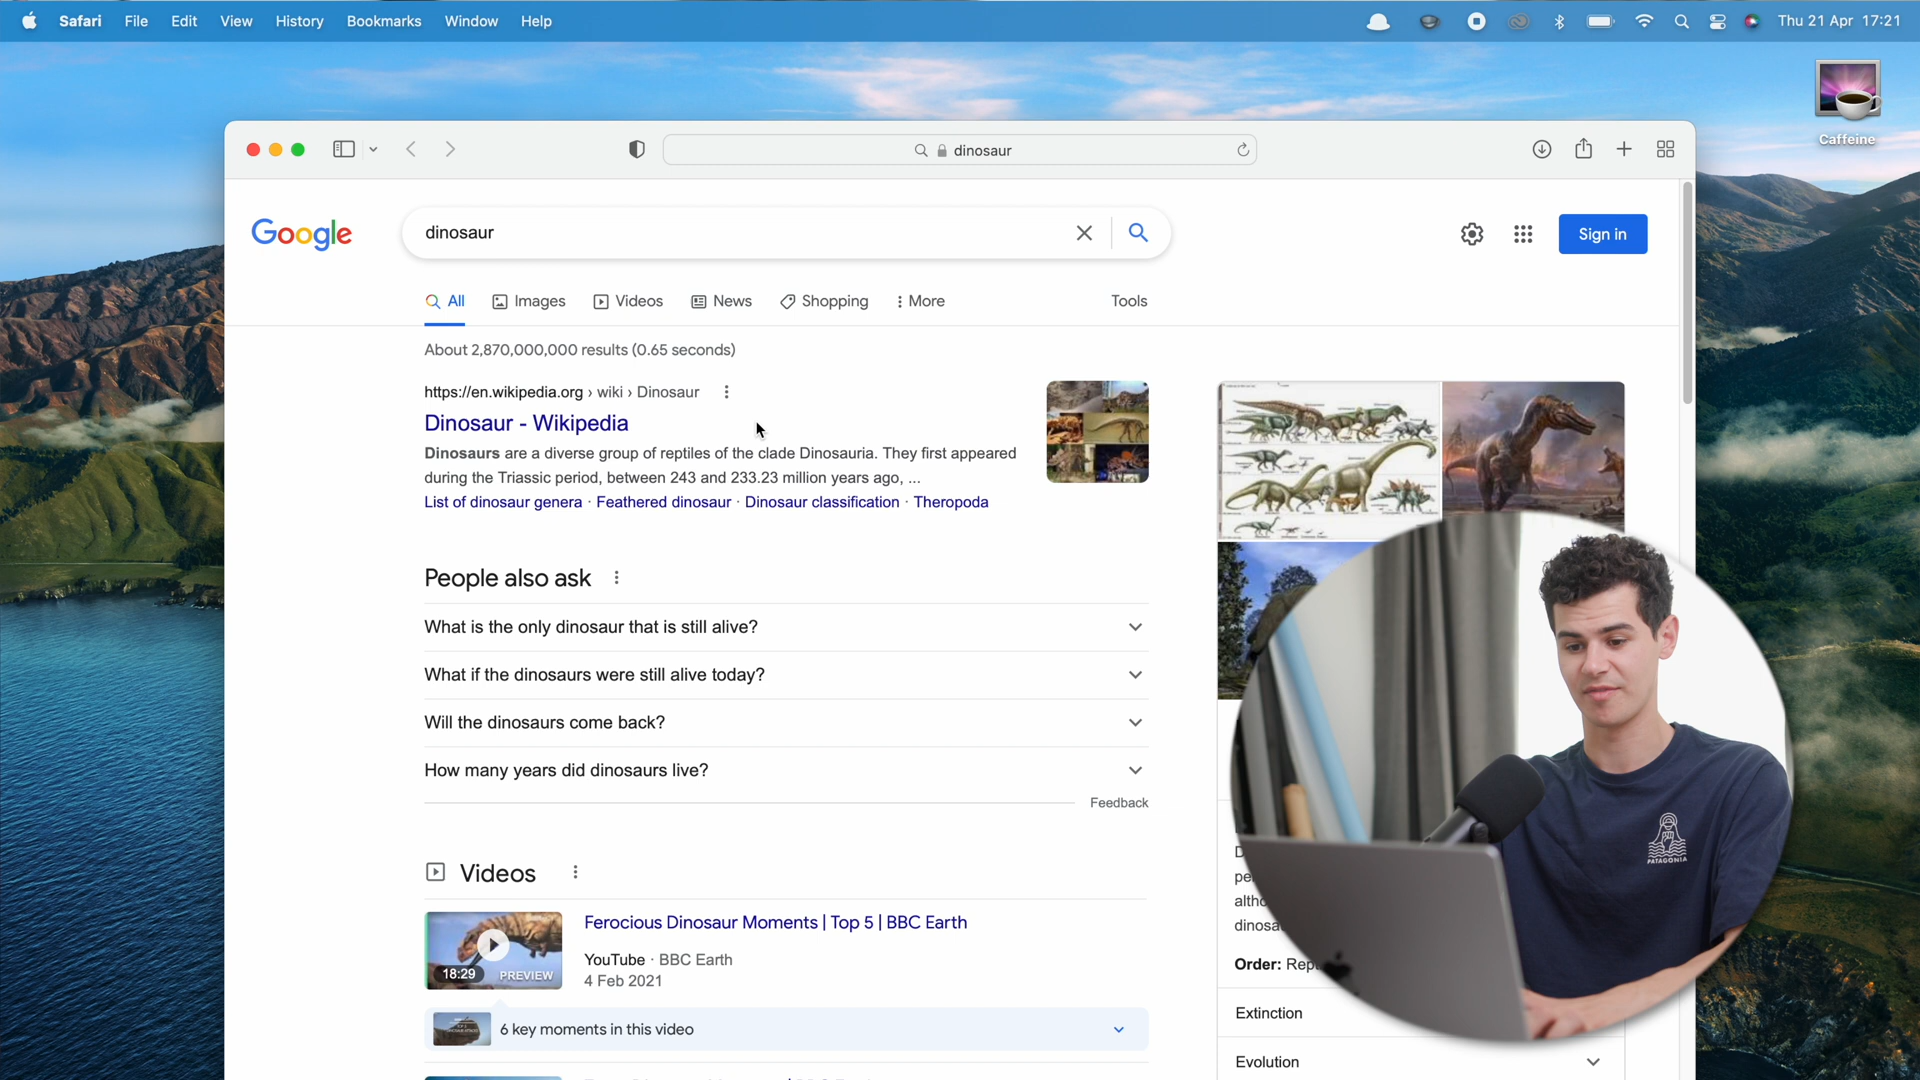 Safari File Edit View History Bookmarks Window Help Thu 21 Apr 17:21
Caffeine
dinosaur
Google dinosaur Sign in
All Images Videos News Shopping More Tools
About 2,870,000,000 results (0.65 seconds)
https://en.wikipedia.org › wiki › Dinosaur
Dinosaur - Wikipedia
Dinosaurs are a diverse group of reptiles of the clade Dinosauria. They first appeared
during the Triassic period, between 243 and 233.23 million years ago, ...
List of dinosaur genera · Feathered dinosaur · Dinosaur classification · Theropoda
People also ask
What is the only dinosaur that is still alive?
What if the dinosaurs were still alive today?
Will the dinosaurs come back?
How many years did dinosaurs live?
Feedback
Videos
Ferocious Dinosaur Moments | Top 5 | BBC Earth
YouTube · BBC Earth
4 Feb 2021
18:29 PREVIEW
6 key moments in this video
Order:
Extinction
Evolution
PATAGONIA